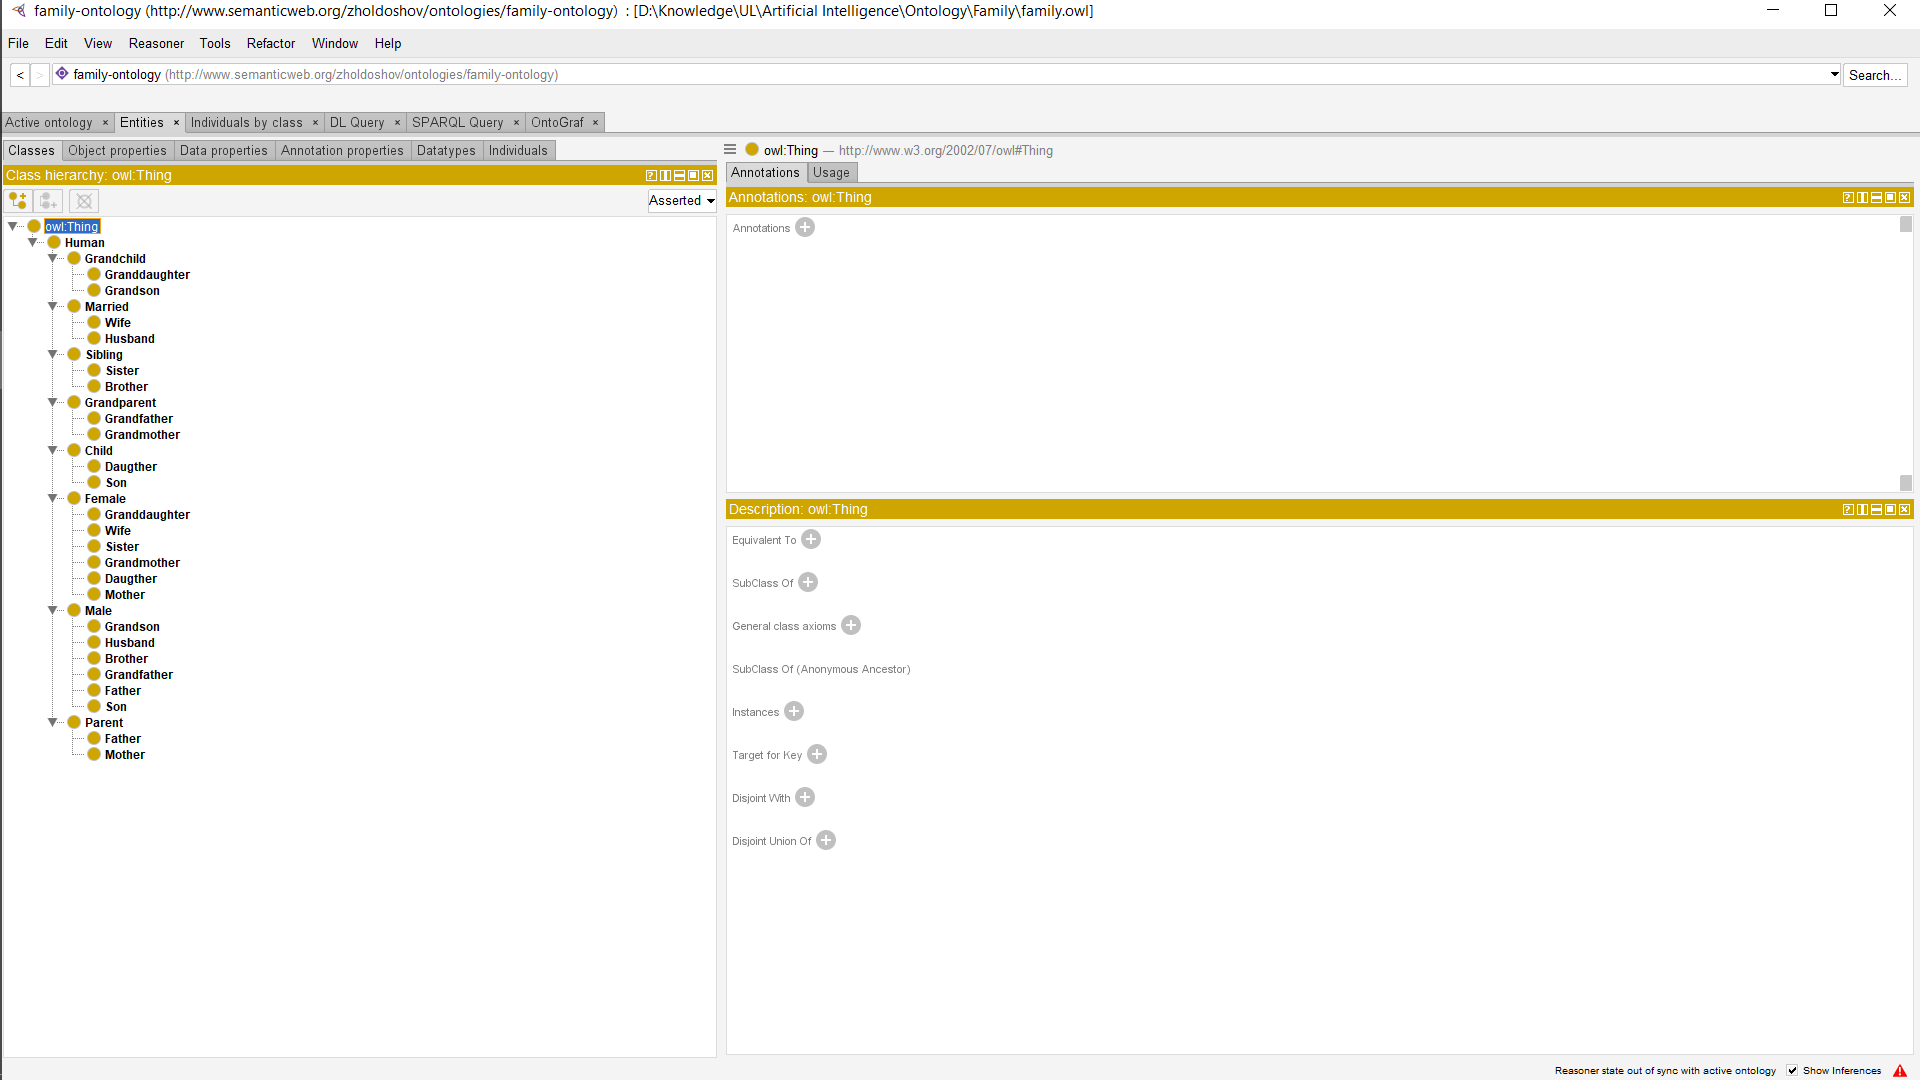 family-ontology (http://www.semanticweb.org/zholdoshov/ontologies/family-ontology) : [D:\Knowledge\UL\Artificial Intelligence\Ontology\Family\family.owl]
File Edit View Reasoner Tools Refactor Window Help
< > family-ontology (http://www.semanticweb.org/zholdoshov/ontologies/family-ontology) Search...
Active ontology × Entities × Individuals by class × DL Query × SPARQL Query × OntoGraf ×
Classes Object properties Data properties Annotation properties Datatypes Individuals
Class hierarchy: owl:Thing
Asserted
owl:Thing
Human
Grandchild
Granddaughter
Grandson
Married
Wife
Husband
Sibling
Sister
Brother
Grandparent
Grandfather
Grandmother
Child
Daugther
Son
Female
Granddaughter
Wife
Sister
Grandmother
Daugther
Mother
Male
Grandson
Husband
Brother
Grandfather
Father
Son
Parent
Father
Mother
owl:Thing — http://www.w3.org/2002/07/owl#Thing
Annotations Usage
Annotations: owl:Thing
Annotations
Description: owl:Thing
Equivalent To
SubClass Of
General class axioms
SubClass Of (Anonymous Ancestor)
Instances
Target for Key
Disjoint With
Disjoint Union Of
Reasoner state out of sync with active ontology Show Inferences